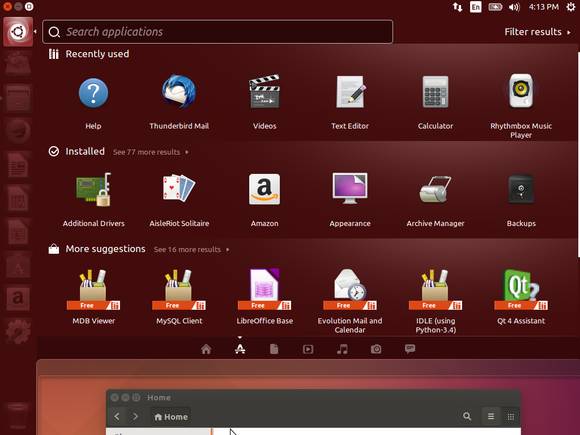 En
4:13 PM
Search applications
Filter results
Recently used
Help
Thunderbird Mail
Videos
Text Editor
Calculator
Rhythmbox Music
Player
Installed
See 77 more results
Additional Drivers
AisleRiot Solitaire
Amazon
Appearance
Archive Manager
Backups
More suggestions
See 16 more results
Free
Free
Free
Free
Free
Free
MDB Viewer
MySQL Client
LibreOffice Base
Evolution Mail and
Calendar
IDLE (using
Python-3.4)
Qt 4 Assistant
Home
Home